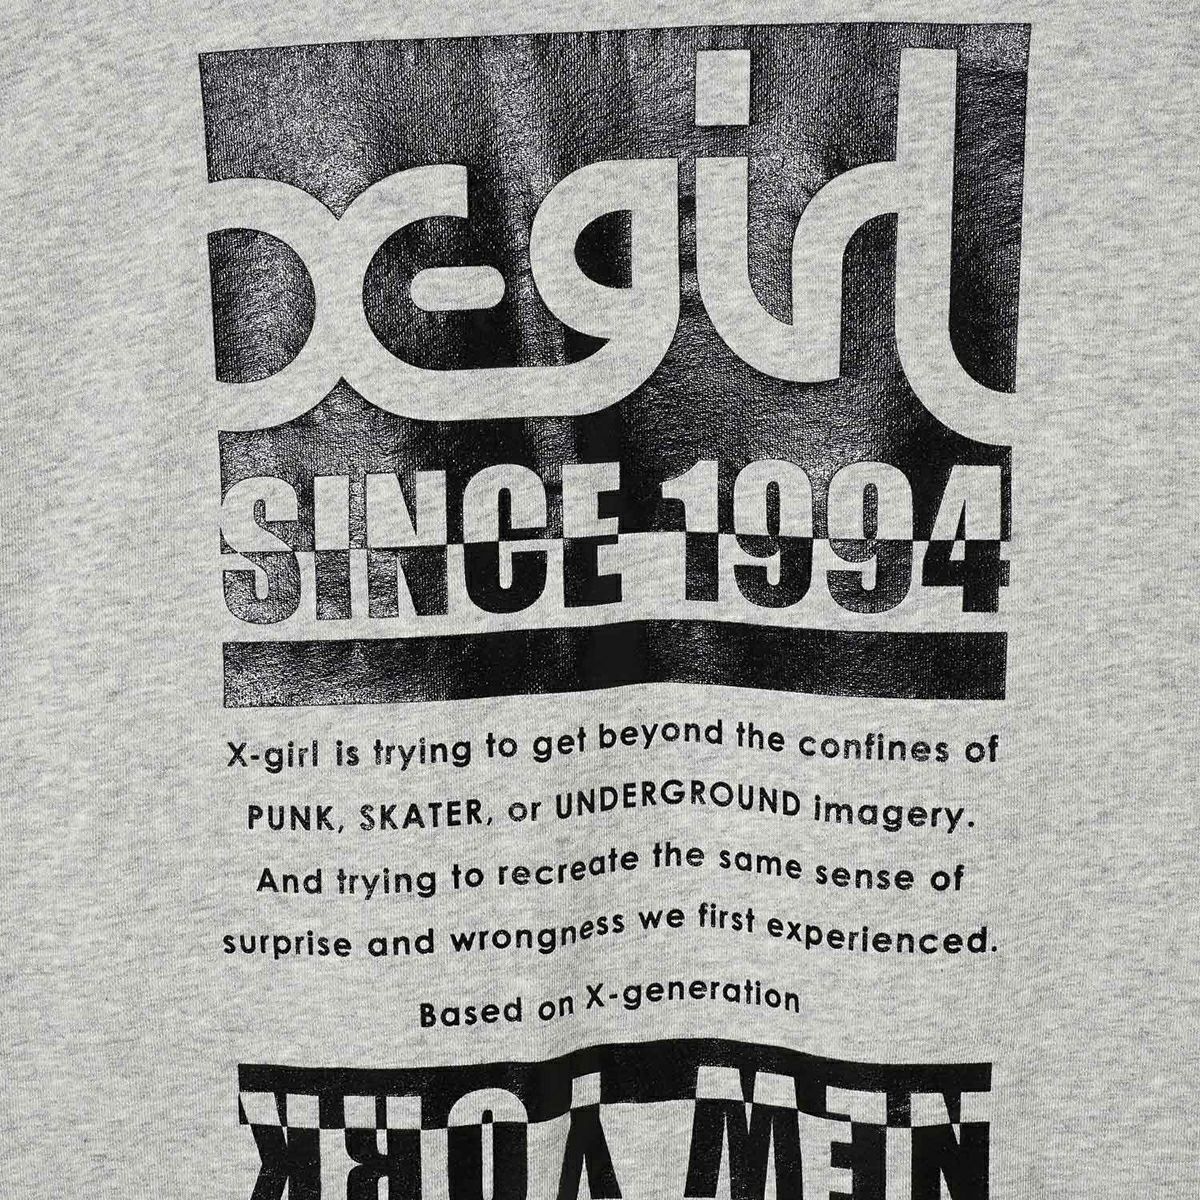 X-girl
SINCE 1994
X-girl is trying to get beyond the confines of
PUNK, SKATER, or UNDERGROUND imagery.
And trying to recreate the same sense of
surprise and wrongness we first experienced.
Based on X-generation
NEW YORK